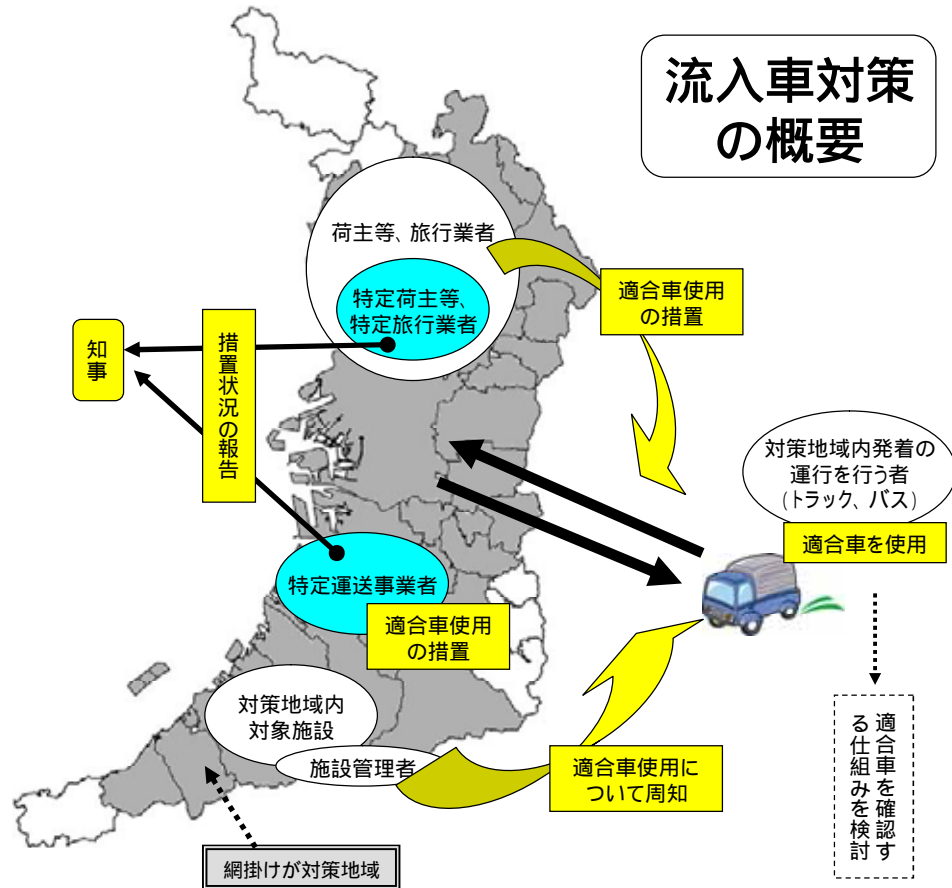 流入車対策
の概要
荷主等、旅行業者
特定荷主等、
特定旅行業者
適合車使用
の措置
知事
措置状況の報告
対策地域内発着の
運行を行う者
(トラック、バス)
適合車を使用
特定運送事業者
適合車使用
の措置
対策地域内
対象施設
施設管理者
適合車使用に
ついて周知
適合車を確認す
る仕組みを検討
網掛けが対策地域